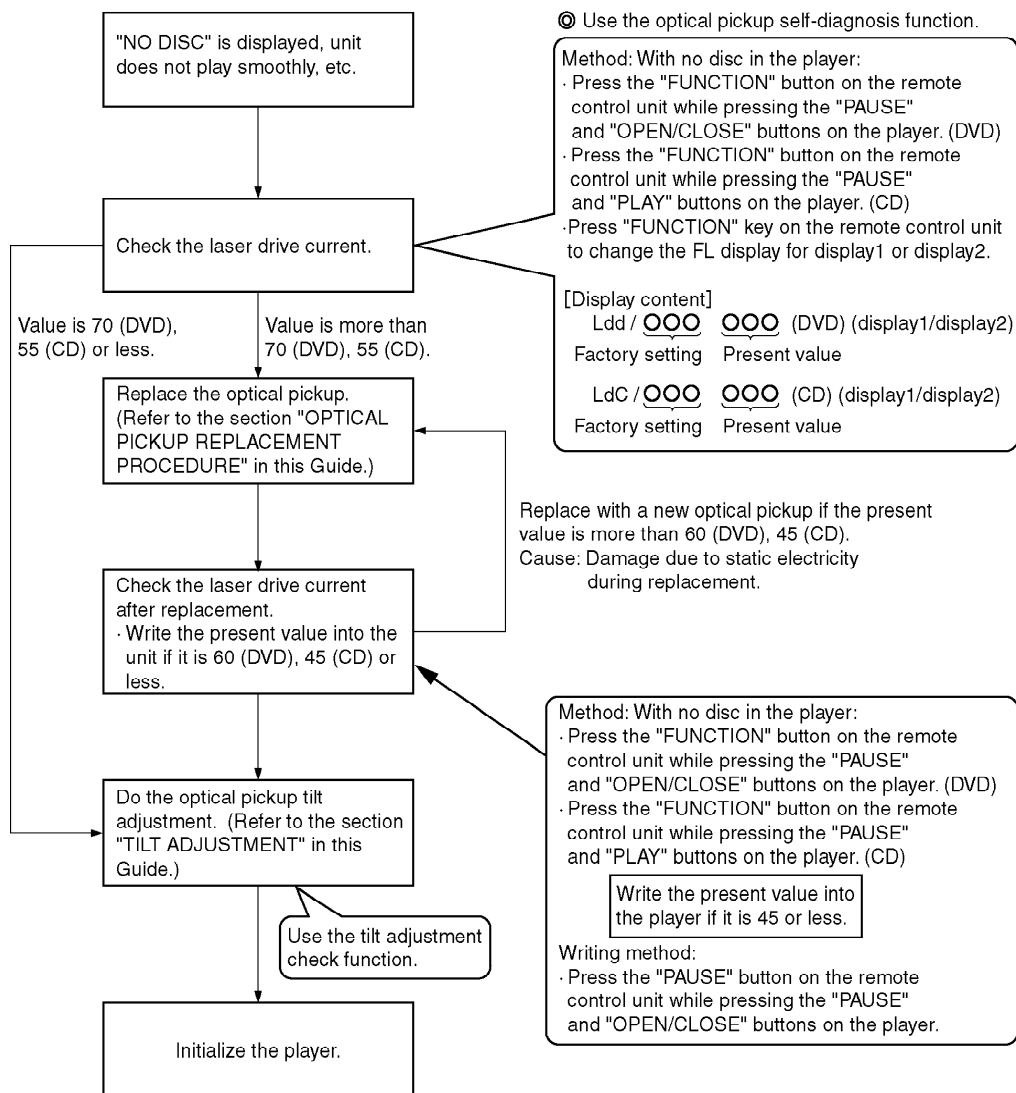 "NO DISC" is displayed, unit
does not play smoothly, etc.
Check the laser drive current.
Value is 70 (DVD),
55 (CD) or less.
Value is more than
70 (DVD), 55 (CD).
Replace the optical pickup.
(Refer to the section "OPTICAL
PICKUP REPLACEMENT
PROCEDURE" in this Guide.)
Check the laser drive current
after replacement.
· Write the present value into the
unit if it is 60 (DVD), 45 (CD) or
less.
Do the optical pickup tilt
adjustment. (Refer to the section
"TILT ADJUSTMENT" in this
Guide.)
Use the tilt adjustment
check function.
Initialize the player.
◎ Use the optical pickup self-diagnosis function.
Method: With no disc in the player:
· Press the "FUNCTION" button on the remote
control unit while pressing the "PAUSE"
and "OPEN/CLOSE" buttons on the player. (DVD)
· Press the "FUNCTION" button on the remote
control unit while pressing the "PAUSE"
and "PLAY" buttons on the player. (CD)
· Press "FUNCTION" key on the remote control unit
to change the FL display for display1 or display2.
[Display content]
Ldd / OOO OOO (DVD) (display1/display2)
Factory setting Present value
LdC / OOO OOO (CD) (display1/display2)
Factory setting Present value
Replace with a new optical pickup if the present
value is more than 60 (DVD), 45 (CD).
Cause: Damage due to static electricity
during replacement.
Method: With no disc in the player:
· Press the "FUNCTION" button on the remote
control unit while pressing the "PAUSE"
and "OPEN/CLOSE" buttons on the player. (DVD)
· Press the "FUNCTION" button on the remote
control unit while pressing the "PAUSE"
and "PLAY" buttons on the player. (CD)
Write the present value into
the player if it is 45 or less.
Writing method:
· Press the "PAUSE" button on the remote
control unit while pressing the "PAUSE"
and "OPEN/CLOSE" buttons on the player.